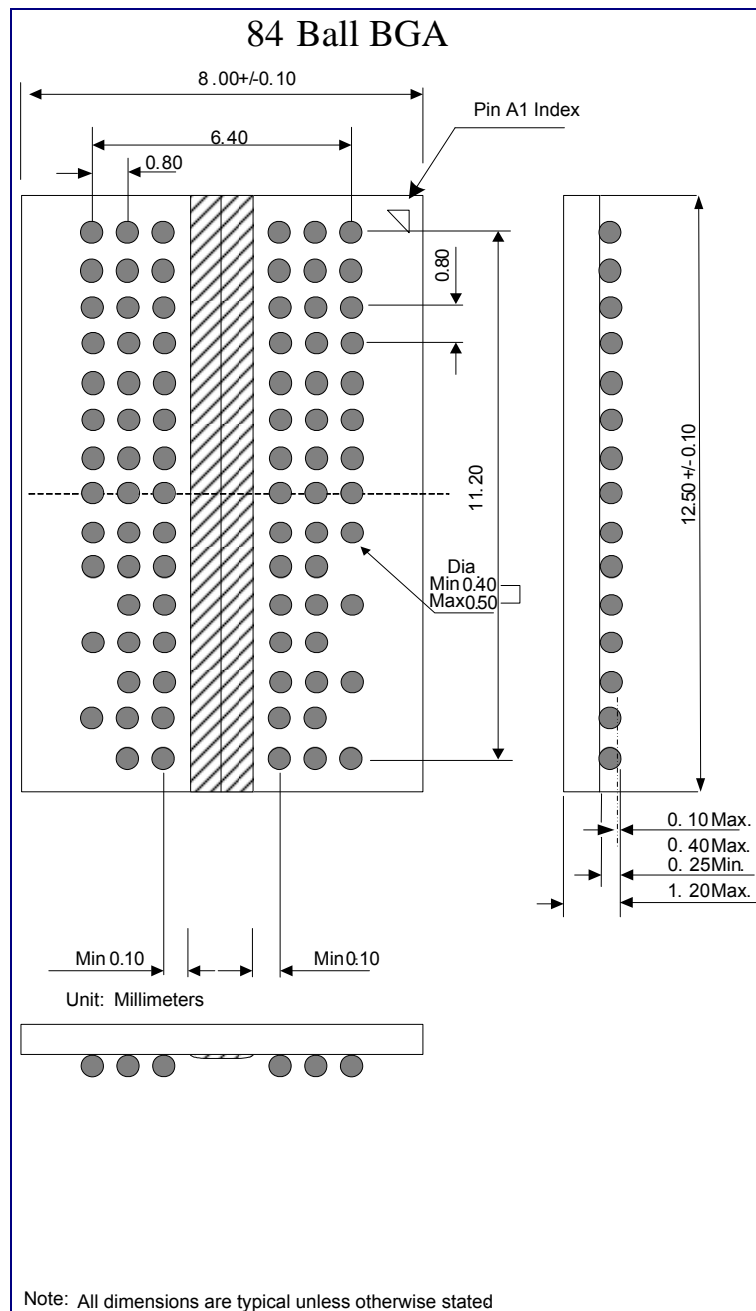 84 Ball BGA
8.00+/-0.10
Pin A1 Index
6.40
0.80
0.80
11.20
12.50 +/-0.10
Dia
Min 0.40
Max 0.50
0.10 Max.
0.40 Max.
0.25 Min.
1.20 Max.
Min 0.10
Min 0.10
Unit: Millimeters
Note: All dimensions are typical unless otherwise stated